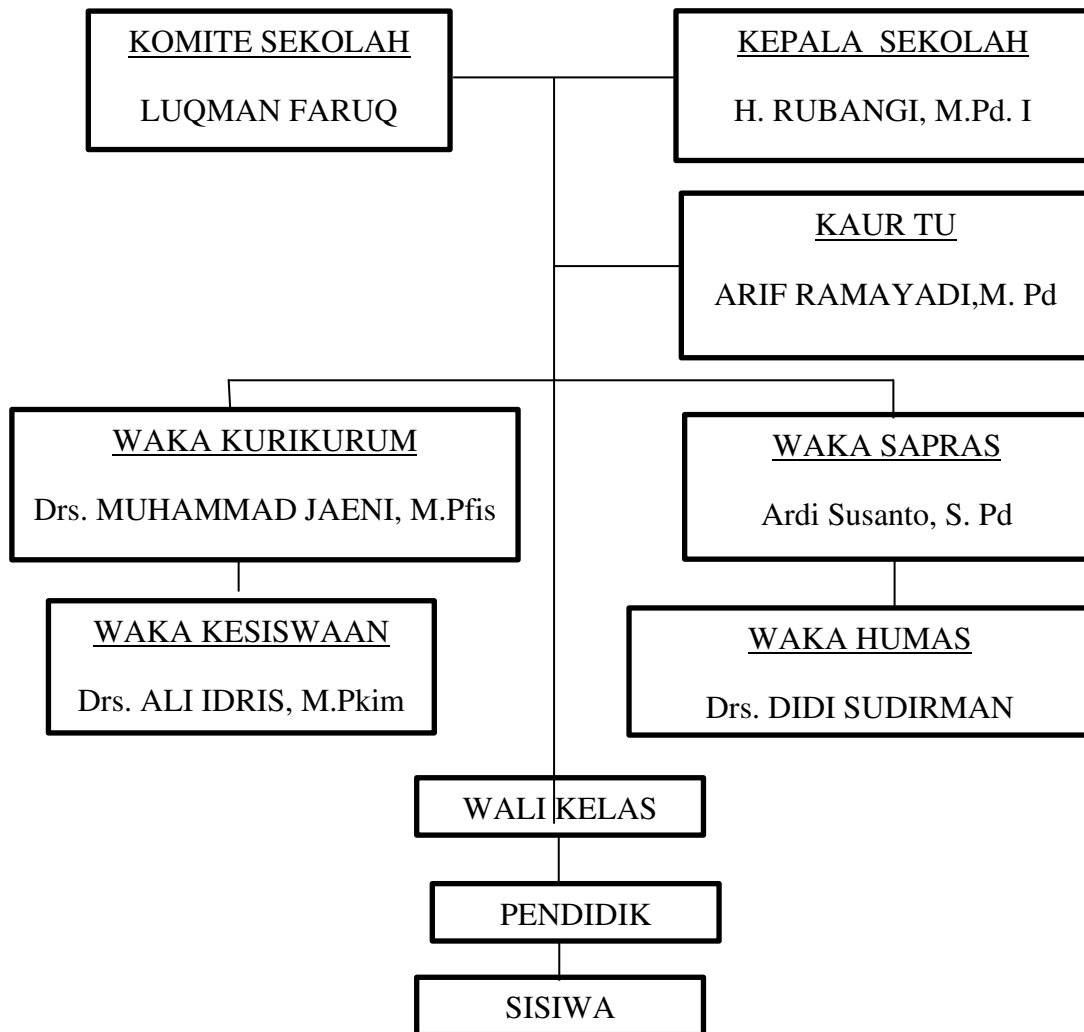 KOMITE SEKOLAH
LUQMAN FARUQ
KEPALA SEKOLAH
H. RUBANGI, M.Pd. I
KAUR TU
ARIF RAMAYADI,M. Pd
WAKA KURIKURUM
Drs. MUHAMMAD JAENI, M.Pfis
WAKA SAPRAS
Ardi Susanto, S. Pd
WAKA KESISWAAN
Drs. ALI IDRIS, M.Pkim
WAKA HUMAS
Drs. DIDI SUDIRMAN
WALI KELAS
PENDIDIK
SISIWA